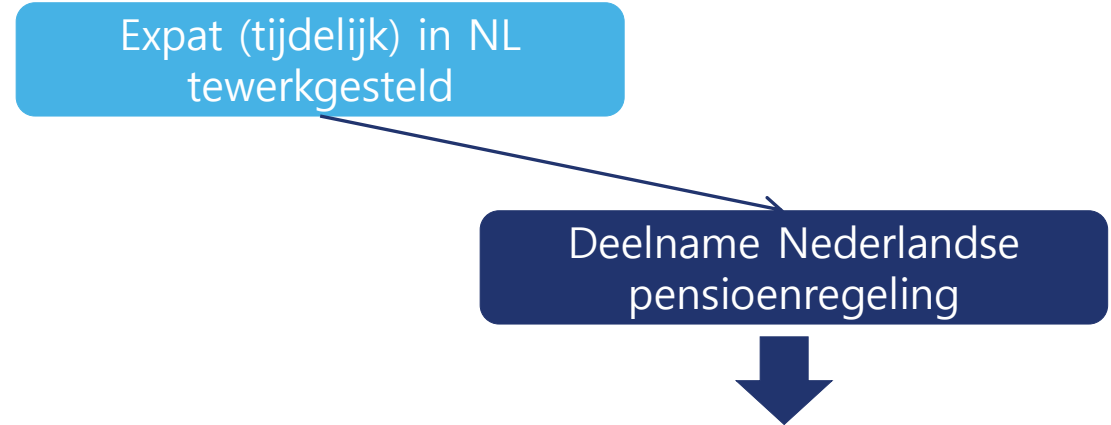 Expat (tijdelijk) in NL
tewerkgesteld
Deelname Nederlandse
pensioenregeling